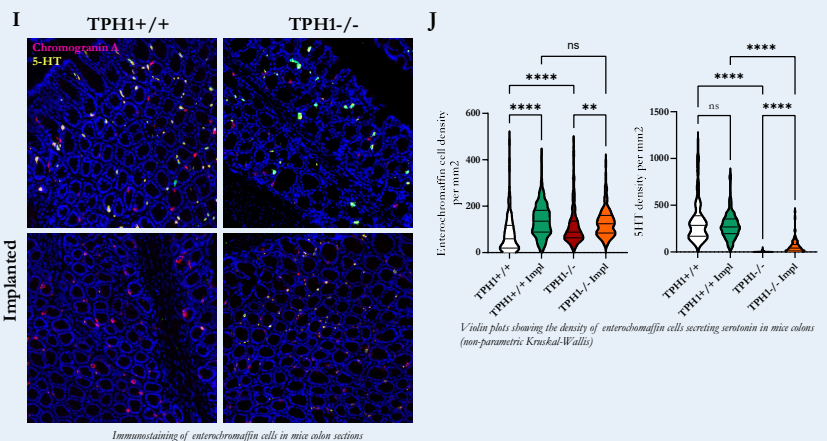 I
TPH1+/+
TPH1-/-
Chromogranin A
5-HT
Implanted
Immunostaining of enterochromaffin cells in mice colon sections
J
ns
****
****
**
Enterochromaffin cell density
per mm2
600
400
200
0
TPH1+/+
TPH1+/+ Impl
TPH1-/-
TPH1-/- Impl
****
****
ns
****
5HT density per mm2
1500
1000
500
0
TPH1+/+
TPH1+/+ Impl
TPH1-/-
TPH1-/- Impl
Violin plots showing the density of enterochomaffin cells secreting serotonin in mice colons
(non-parametric Kruskal-Wallis)